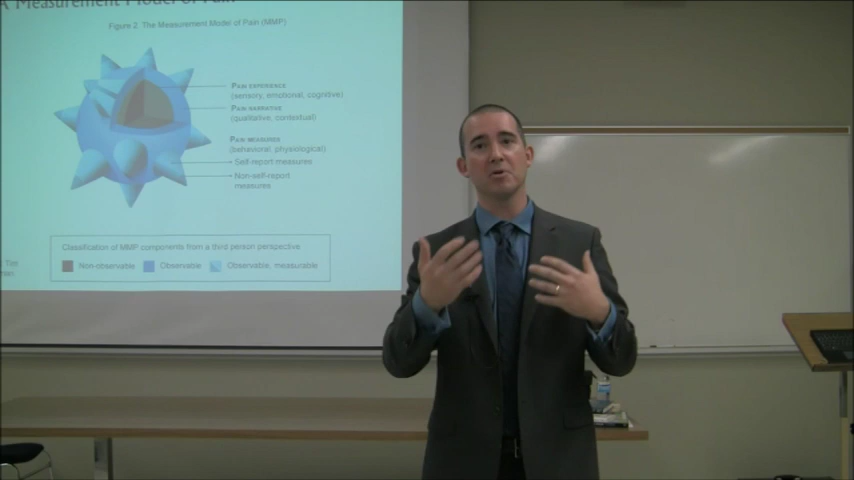 A Measurement Model of Pain
Figure 2. The Measurement Model of Pain (MMP)
PAIN EXPERIENCE
(sensory, emotional, cognitive)
PAIN NARRATIVE
(qualitative, contextual)
PAIN MEASURES
(behavioral, physiological)
Self-report measures
Non-self-report
measures
Classification of MMP components from a third person perspective
Non-observable
Observable
Observable, measurable